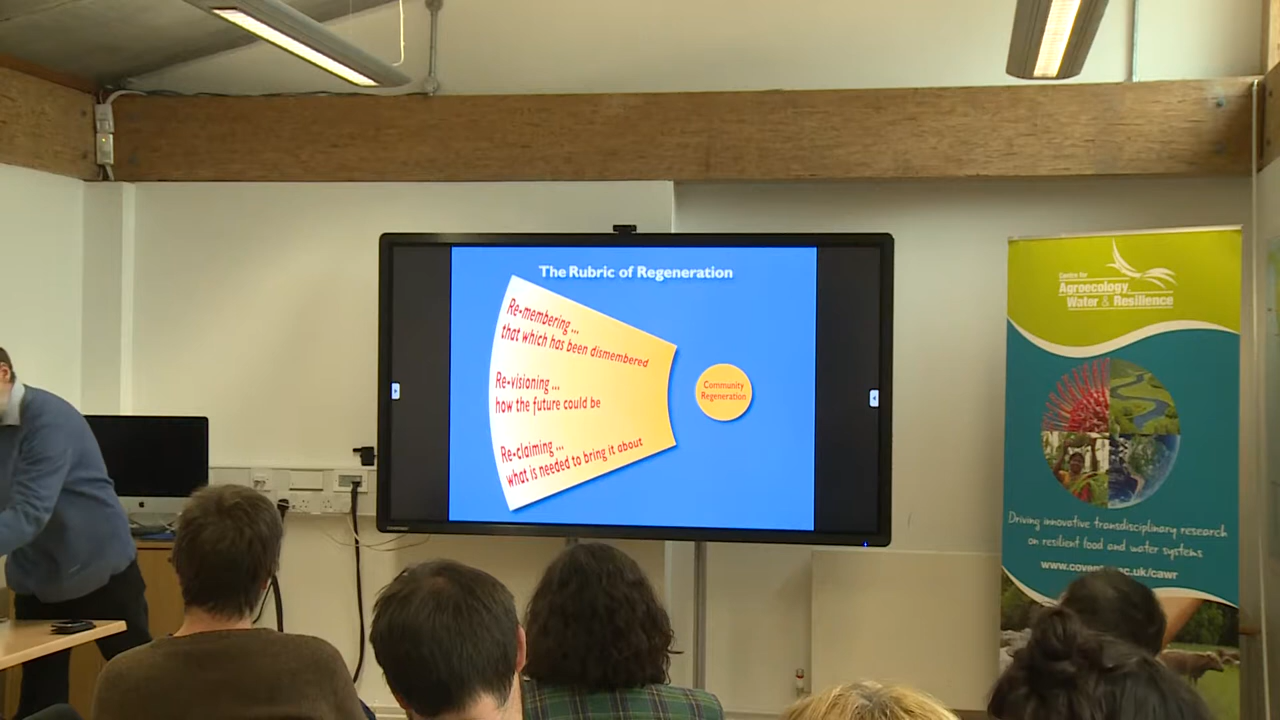 The Rubric of Regeneration
Re-membering ...
that which has been dismembered
Re-visioning ...
how the future could be
Re-claiming ...
what is needed to bring it about
Community
Regeneration
Centre for
Agroecology,
Water & Resilience
Driving innovative transdisciplinary research
on resilient food and water systems